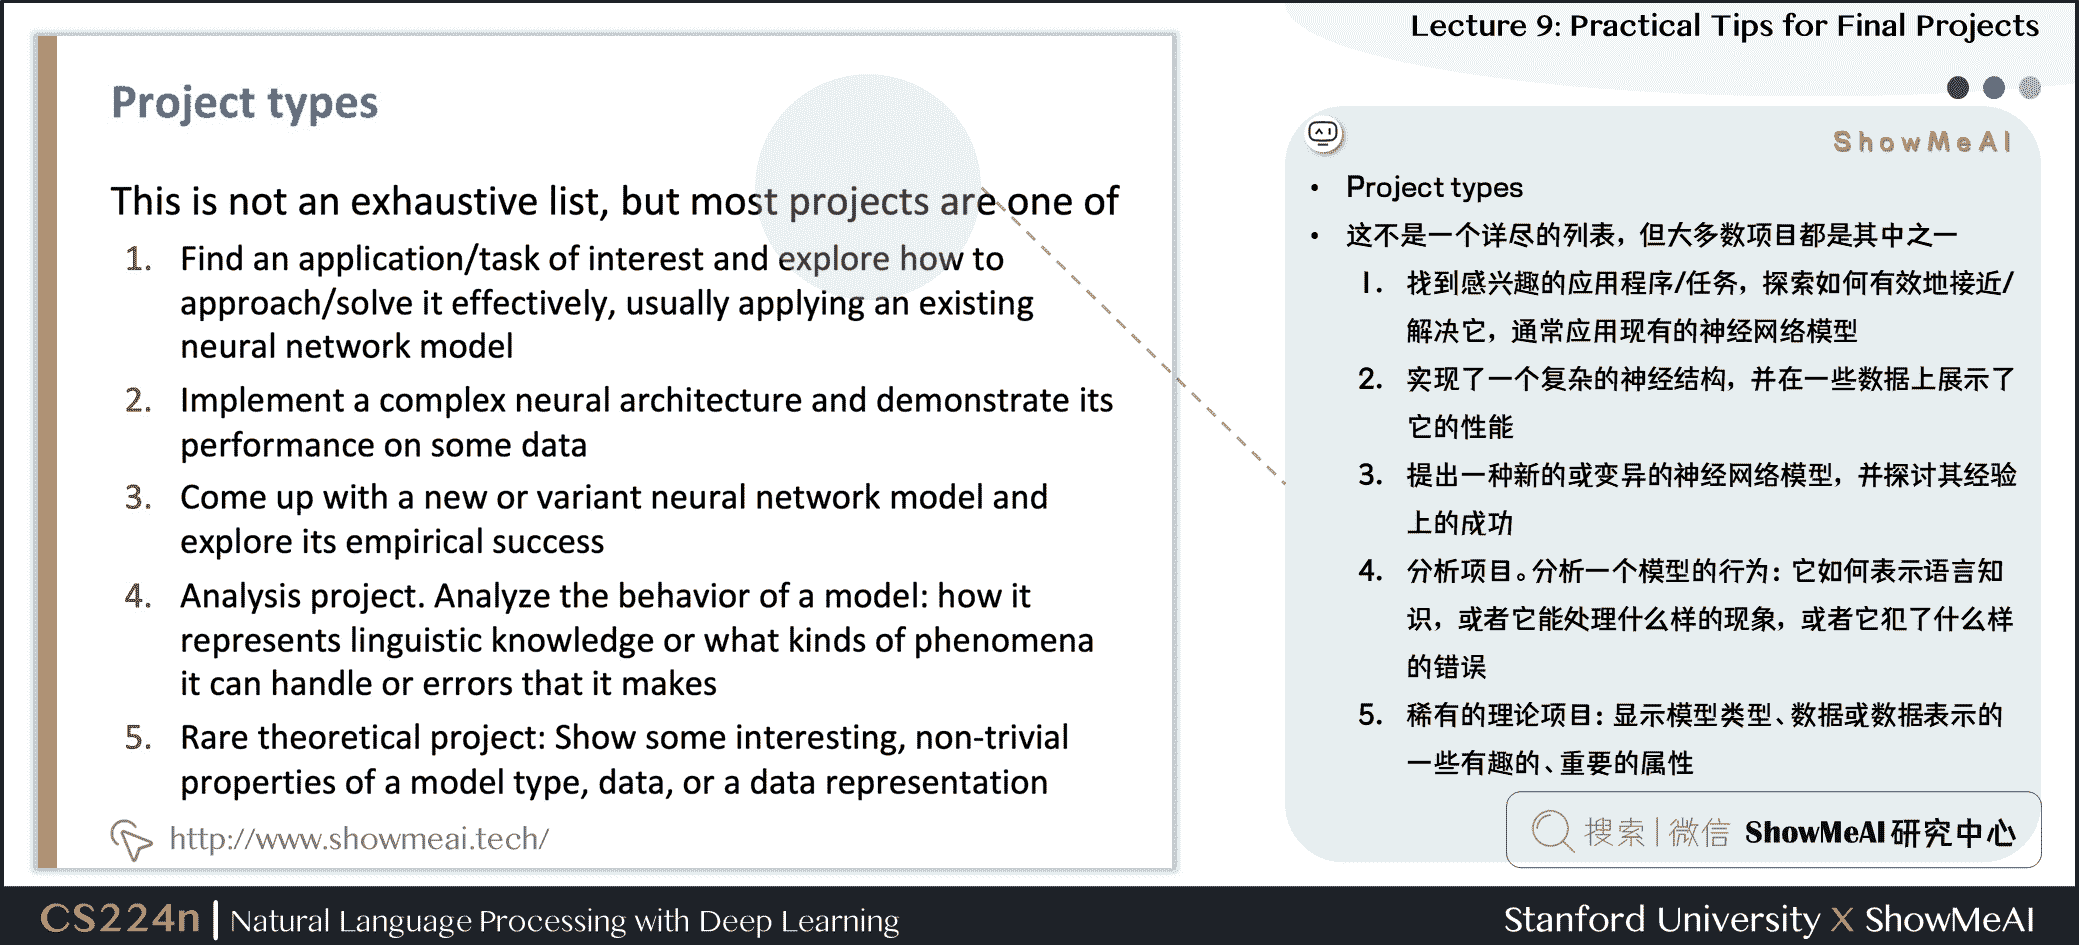 Lecture 9: Practical Tips for Final Projects
Project types
This is not an exhaustive list, but most projects are one of
1. Find an application/task of interest and explore how to
approach/solve it effectively, usually applying an existing
neural network model
2. Implement a complex neural architecture and demonstrate its
performance on some data
3. Come up with a new or variant neural network model and
explore its empirical success
4. Analysis project. Analyze the behavior of a model: how it
represents linguistic knowledge or what kinds of phenomena
it can handle or errors that it makes
5. Rare theoretical project: Show some interesting, non-trivial
properties of a model type, data, or a data representation
http://www.showmeai.tech/
ShowMeAI
• Project types
• 这不是一个详尽的列表，但大多数项目都是其中之一
1. 找到感兴趣的应用程序/任务，探索如何有效地接近/
解决它，通常应用现有的神经网络模型
2. 实现了一个复杂的神经结构，并在一些数据上展示了
它的性能
3. 提出一种新的或变异的神经网络模型，并探讨其经验
上的成功
4. 分析项目。分析一个模型的行为：它如何表示语言知
识，或者它能处理什么样的现象，或者它犯了什么样
的错误
5. 稀有的理论项目：显示模型类型、数据或数据表示的
一些有趣的、重要的属性
搜索|微信 ShowMeAI 研究中心
CS224n | Natural Language Processing with Deep Learning
Stanford University X ShowMeAI